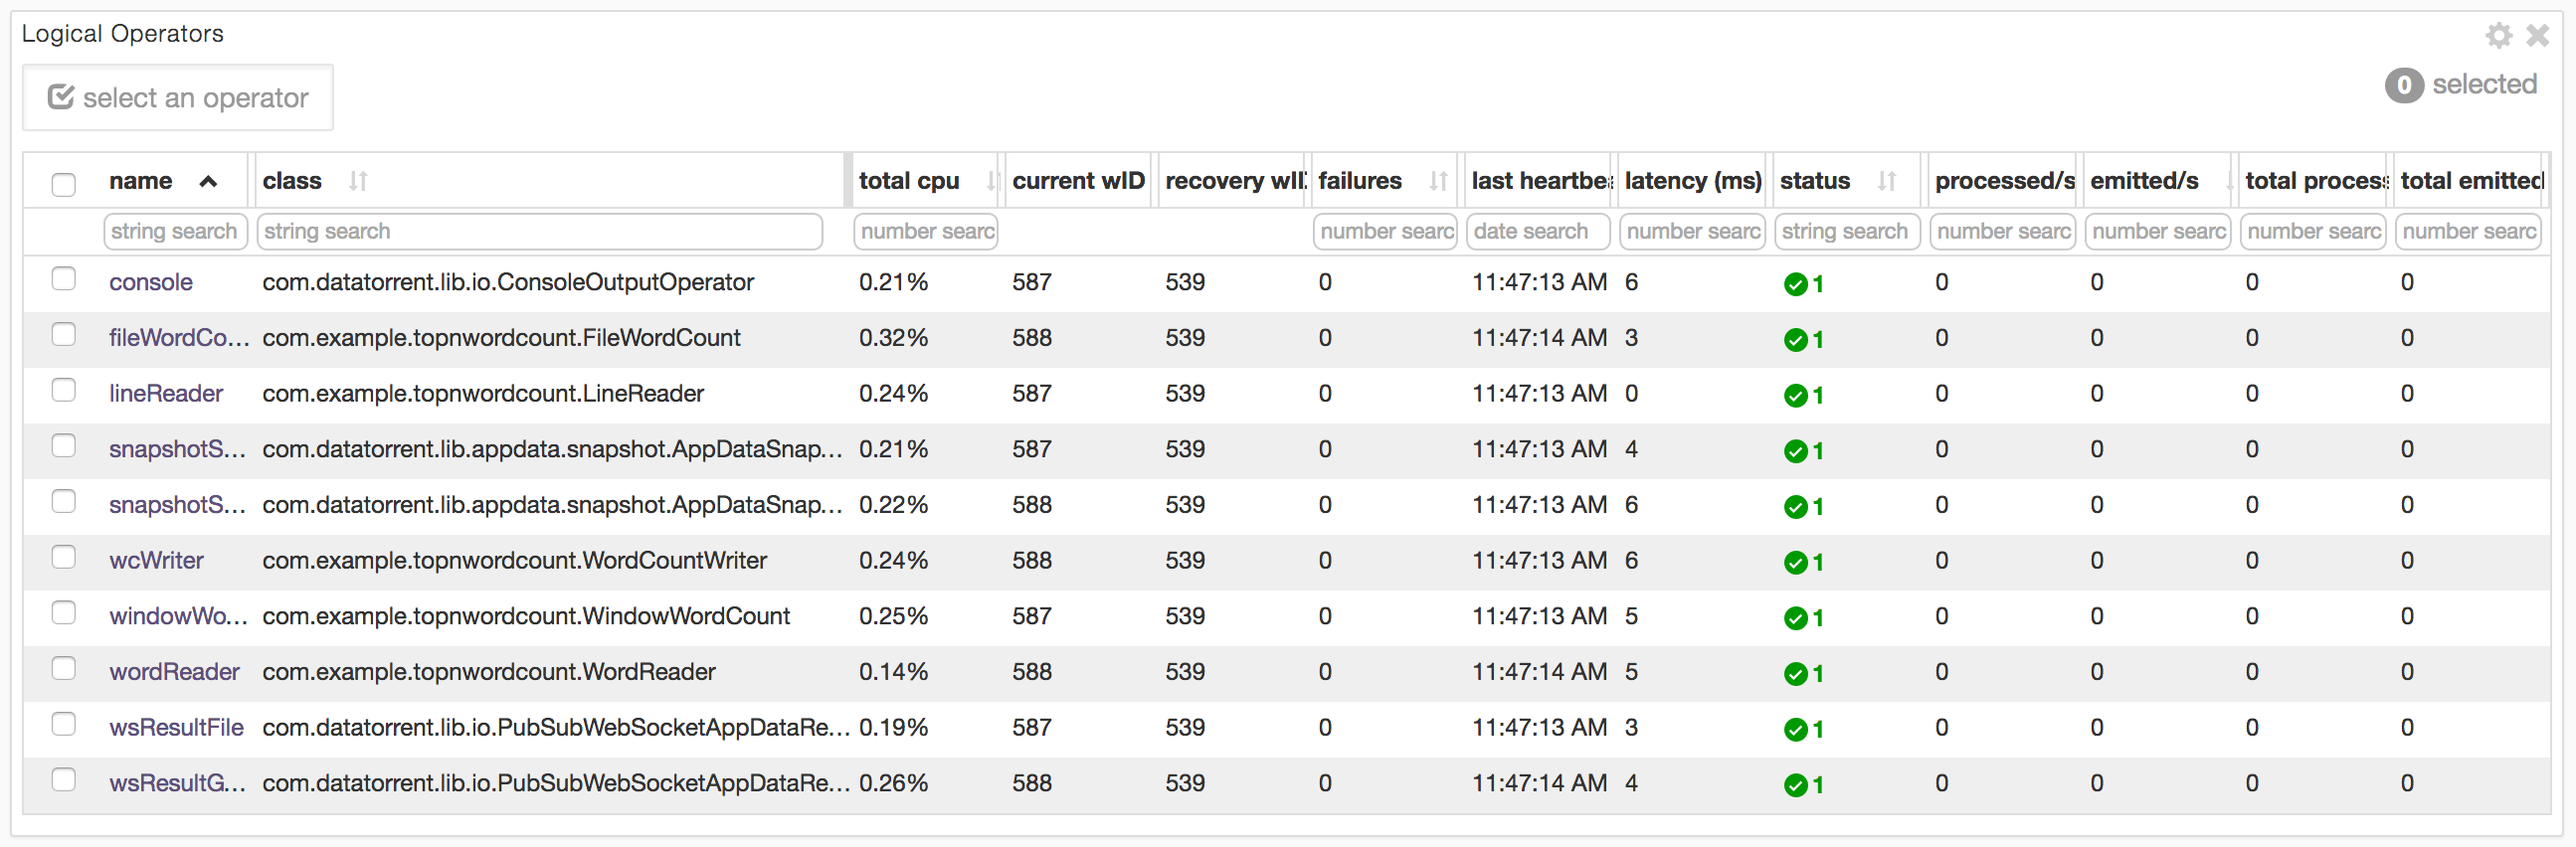 Logical Operators
select an operator 0 selected
name class total cpu current wID recovery wID failures last heartbea latency (ms) status processed/s emitted/s total proces total emitted
string search string search number searc number searc date search number searc string search number searc number searc number searc number searc
console com.datatorrent.lib.io.ConsoleOutputOperator 0.21% 587 539 0 11:47:13 AM 6 1 0 0 0 0
fileWordCo... com.example.topnwordcount.FileWordCount 0.32% 588 539 0 11:47:14 AM 3 1 0 0 0 0
lineReader com.example.topnwordcount.LineReader 0.24% 587 539 0 11:47:13 AM 0 1 0 0 0 0
snapshotS... com.datatorrent.lib.appdata.snapshot.AppDataSnap... 0.21% 587 539 0 11:47:13 AM 4 1 0 0 0 0
snapshotS... com.datatorrent.lib.appdata.snapshot.AppDataSnap... 0.22% 588 539 0 11:47:13 AM 6 1 0 0 0 0
wcWriter com.example.topnwordcount.WordCountWriter 0.24% 588 539 0 11:47:13 AM 6 1 0 0 0 0
windowWo... com.example.topnwordcount.WindowWordCount 0.25% 587 539 0 11:47:13 AM 5 1 0 0 0 0
wordReader com.example.topnwordcount.WordReader 0.14% 588 539 0 11:47:14 AM 5 1 0 0 0 0
wsResultFile com.datatorrent.lib.io.PubSubWebSocketAppDataRe... 0.19% 587 539 0 11:47:13 AM 3 1 0 0 0 0
wsResultG... com.datatorrent.lib.io.PubSubWebSocketAppDataRe... 0.26% 588 539 0 11:47:14 AM 4 1 0 0 0 0